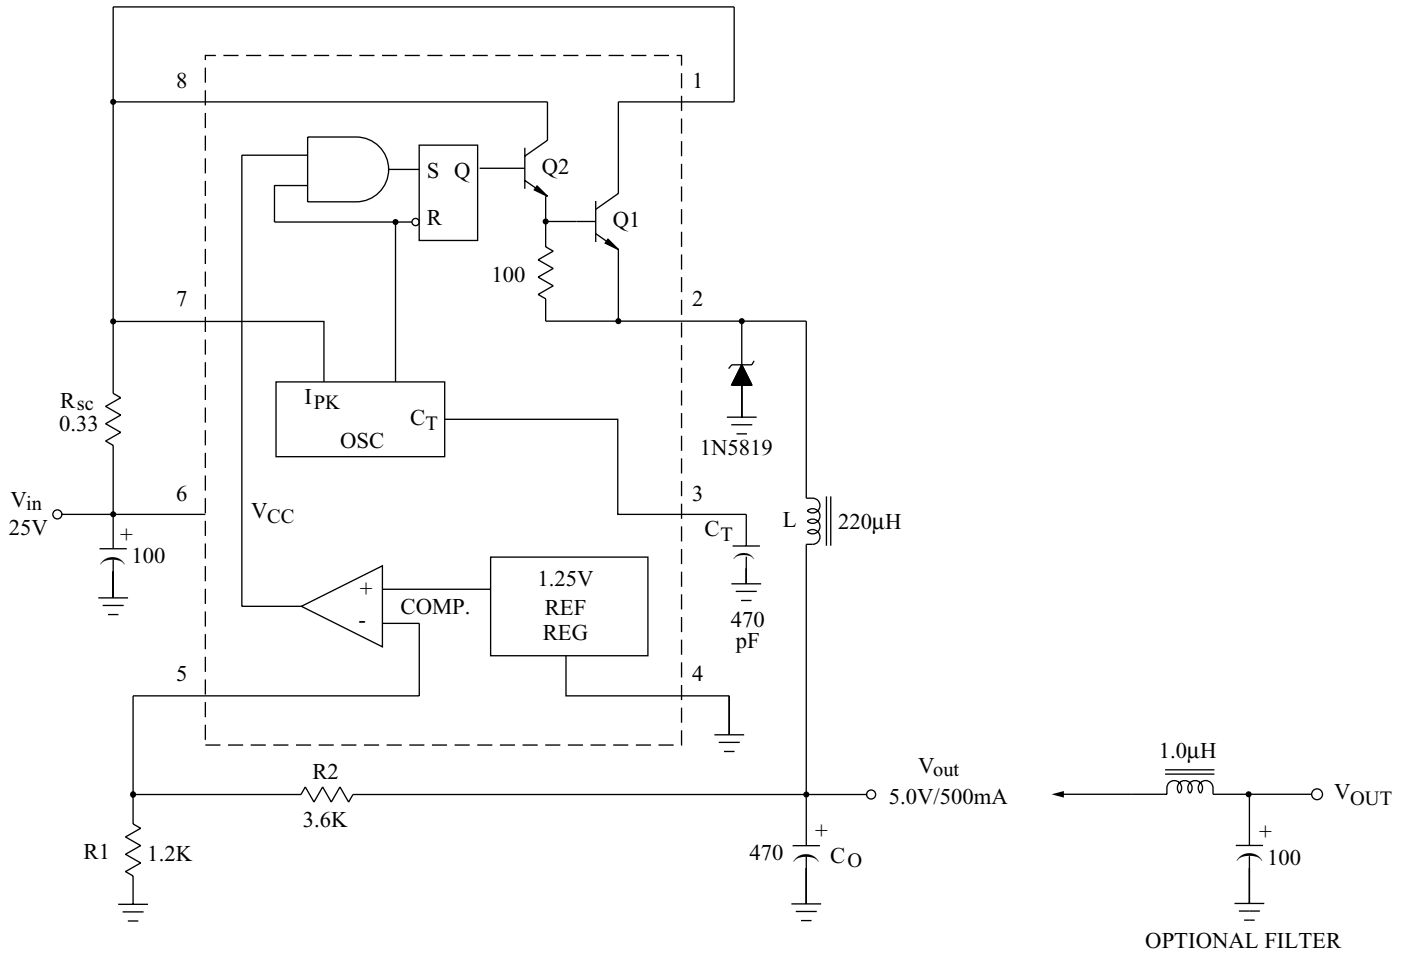 8
1
S Q
Q2
R
Q1
100
7
2
Rsc
0.33
IPK
CT
OSC
1N5819
Vin
25V
6
VCC
3
CT
L
220µH
+
100
+
COMP.
-
1.25V
REF
REG
470
pF
5
4
R2
3.6K
Vout
5.0V/500mA
1.0µH
VOUT
R1
1.2K
+
470
CO
+
100
OPTIONAL FILTER